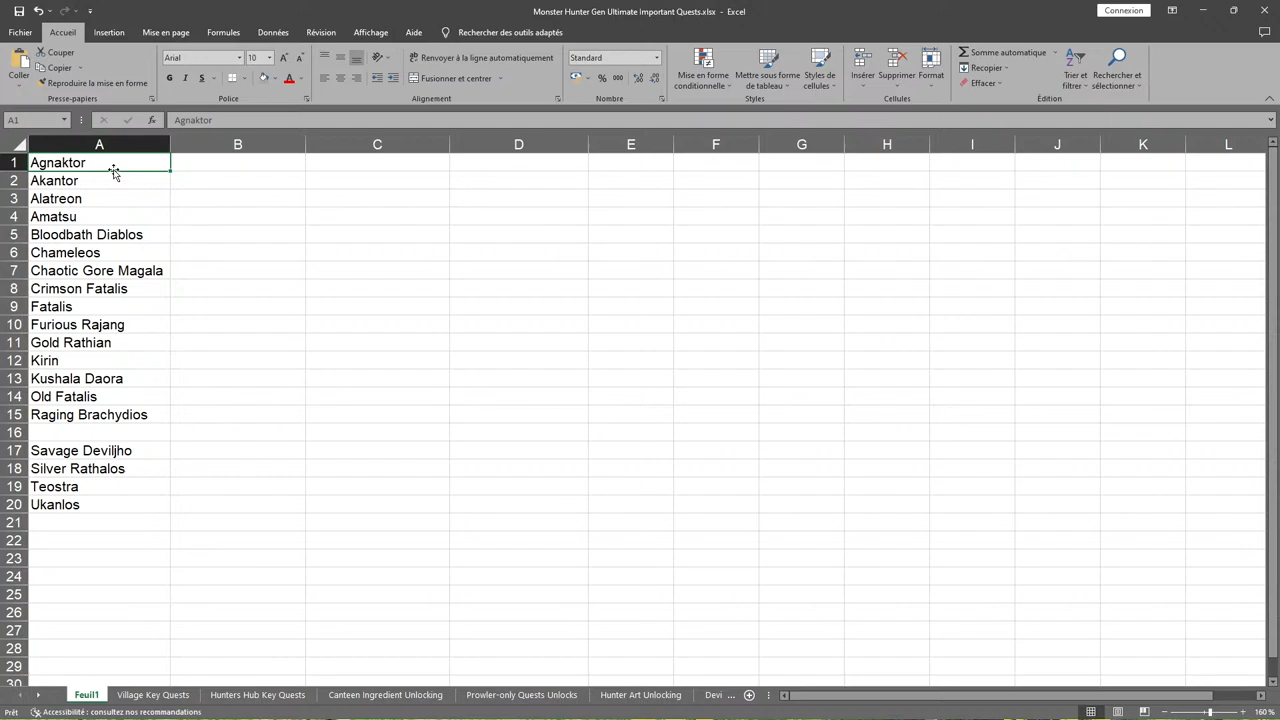 Monster Hunter Gen Ultimate Important Quests.xlsx - Excel
Connexion
Fichier Accueil Insertion Mise en page Formules Données Révision Affichage Aide Rechercher des outils adaptés
Coller
Couper
Copier
Reproduire la mise en forme
Presse-papiers
Arial 10
G I S
Police
Renvoyer à la ligne automatiquement
Fusionner et centrer
Alignement
Standard
% 000
Nombre
Mise en forme conditionnelle
Mettre sous forme de tableau
Styles de cellules
Styles
Insérer
Supprimer
Format
Cellules
Somme automatique
Recopier
Effacer
Trier et filtrer
Rechercher et sélectionner
Édition
A1 fx Agnaktor
A B C D E F G H I J K L
1 Agnaktor
2 Akantor
3 Alatreon
4 Amatsu
5 Bloodbath Diablos
6 Chameleos
7 Chaotic Gore Magala
8 Crimson Fatalis
9 Fatalis
10 Furious Rajang
11 Gold Rathian
12 Kirin
13 Kushala Daora
14 Old Fatalis
15 Raging Brachydios
16
17 Savage Deviljho
18 Silver Rathalos
19 Teostra
20 Ukanlos
21
22
23
24
25
26
27
28
29
30
Feuil1 Village Key Quests Hunters Hub Key Quests Canteen Ingredient Unlocking Prowler-only Quests Unlocks Hunter Art Unlocking Devi ...
Prêt Accessibilité : consultez nos recommandations 160 %